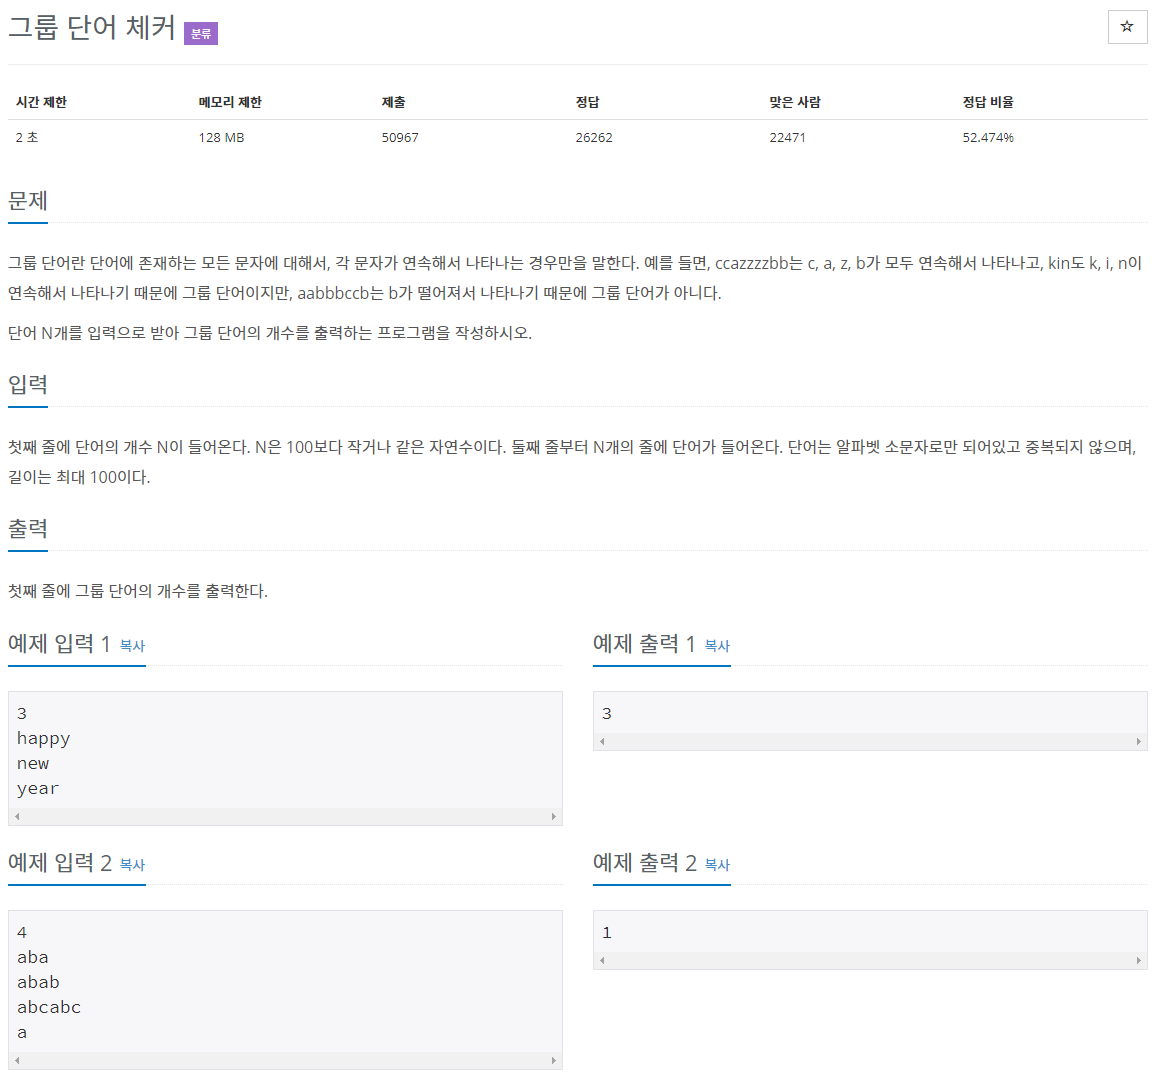 그룹 단어 체커 분류
☆
시간 제한 메모리 제한 제출 정답 맞은 사람 정답 비율
2 초 128 MB 50967 26262 22471 52.474%
문제
그룹 단어란 단어에 존재하는 모든 문자에 대해서, 각 문자가 연속해서 나타나는 경우만을 말한다. 예를 들면, ccazzzzbb는 c, a, z, b가 모두 연속해서 나타나고, kin도 k, i, n이
연속해서 나타나기 때문에 그룹 단어이지만, aabbbccb는 b가 떨어져서 나타나기 때문에 그룹 단어가 아니다.
단어 N개를 입력으로 받아 그룹 단어의 개수를 출력하는 프로그램을 작성하시오.
입력
첫째 줄에 단어의 개수 N이 들어온다. N은 100보다 작거나 같은 자연수이다. 둘째 줄부터 N개의 줄에 단어가 들어온다. 단어는 알파벳 소문자로만 되어있고 중복되지 않으며,
길이는 최대 100이다.
출력
첫째 줄에 그룹 단어의 개수를 출력한다.
예제 입력 1 복사
3
happy
new
year
예제 출력 1 복사
3
예제 입력 2 복사
4
aba
abab
abcabc
a
예제 출력 2 복사
1